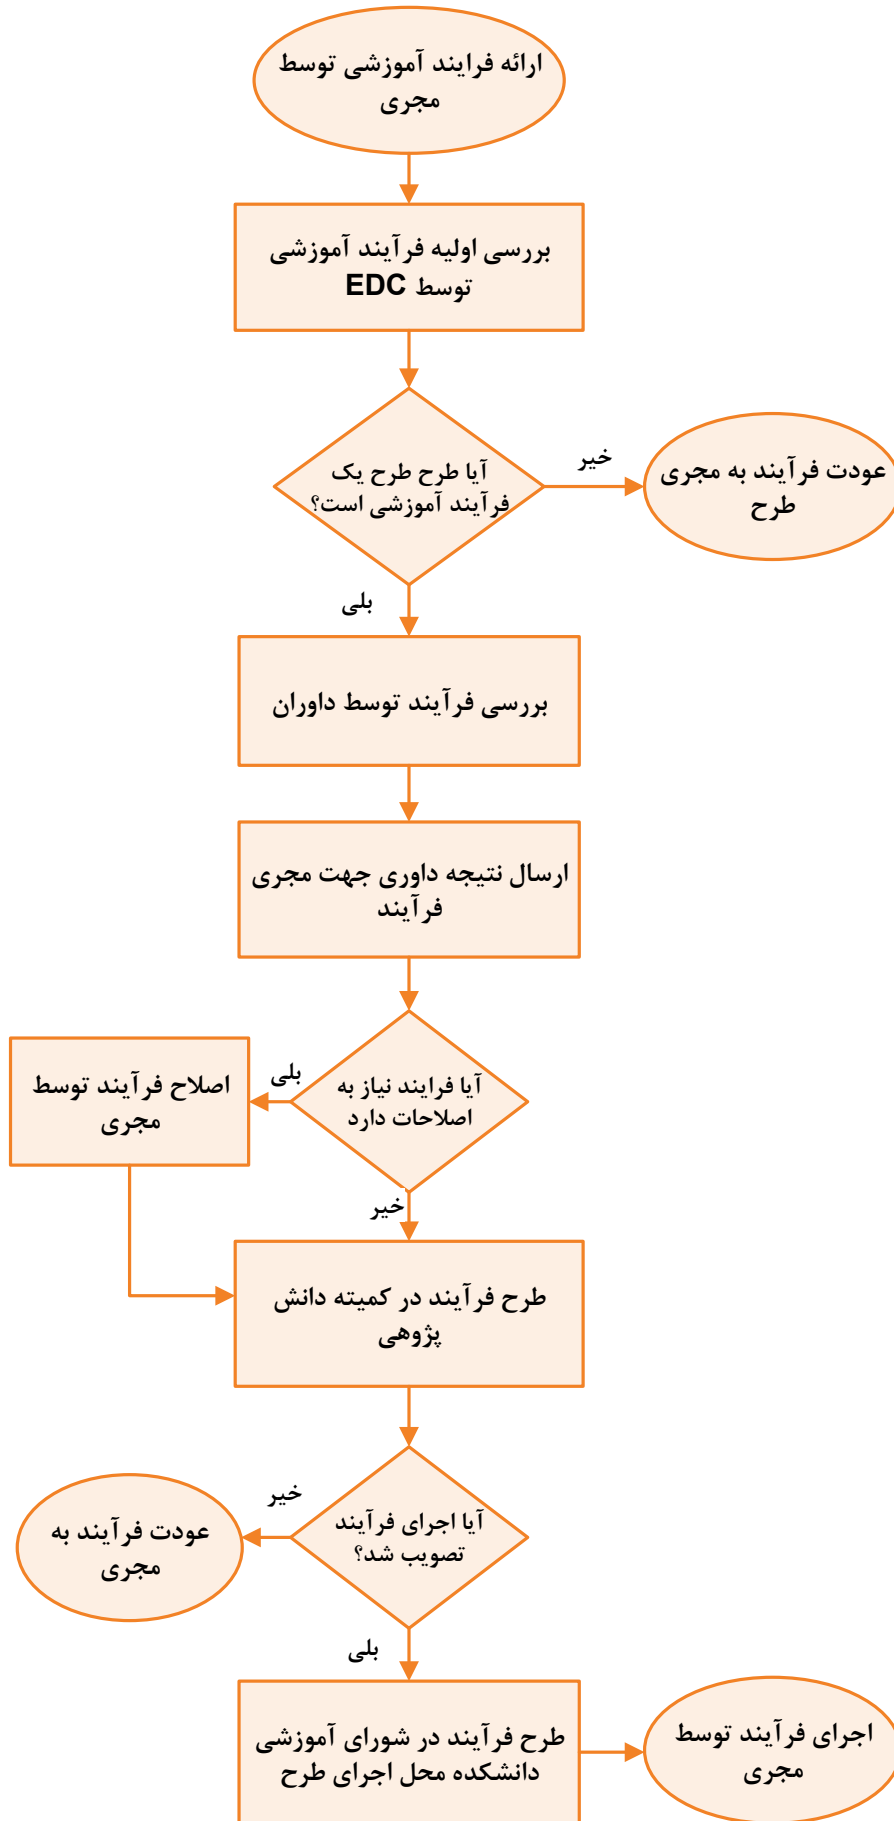 ارائه فرایند آموزشی توسط
مجری
بررسی اولیه فرآیند آموزشی
توسط EDC
آیا طرح طرح یک
فرآیند آموزشی است؟
خیر
عودت فرآیند به مجری
طرح
بلی
بررسی فرآیند توسط داوران
ارسال نتیجه داوری جهت مجری
فرآیند
آیا فرایند نیاز به
اصلاحات دارد
بلی
اصلاح فرآیند توسط
مجری
خیر
طرح فرآیند در کمیته دانش
پژوهی
آیا اجرای فرآیند
تصویب شد؟
خیر
عودت فرآیند به
مجری
بلی
طرح فرآیند در شورای آموزشی
دانشکده محل اجرای طرح
اجرای فرآیند توسط
مجری